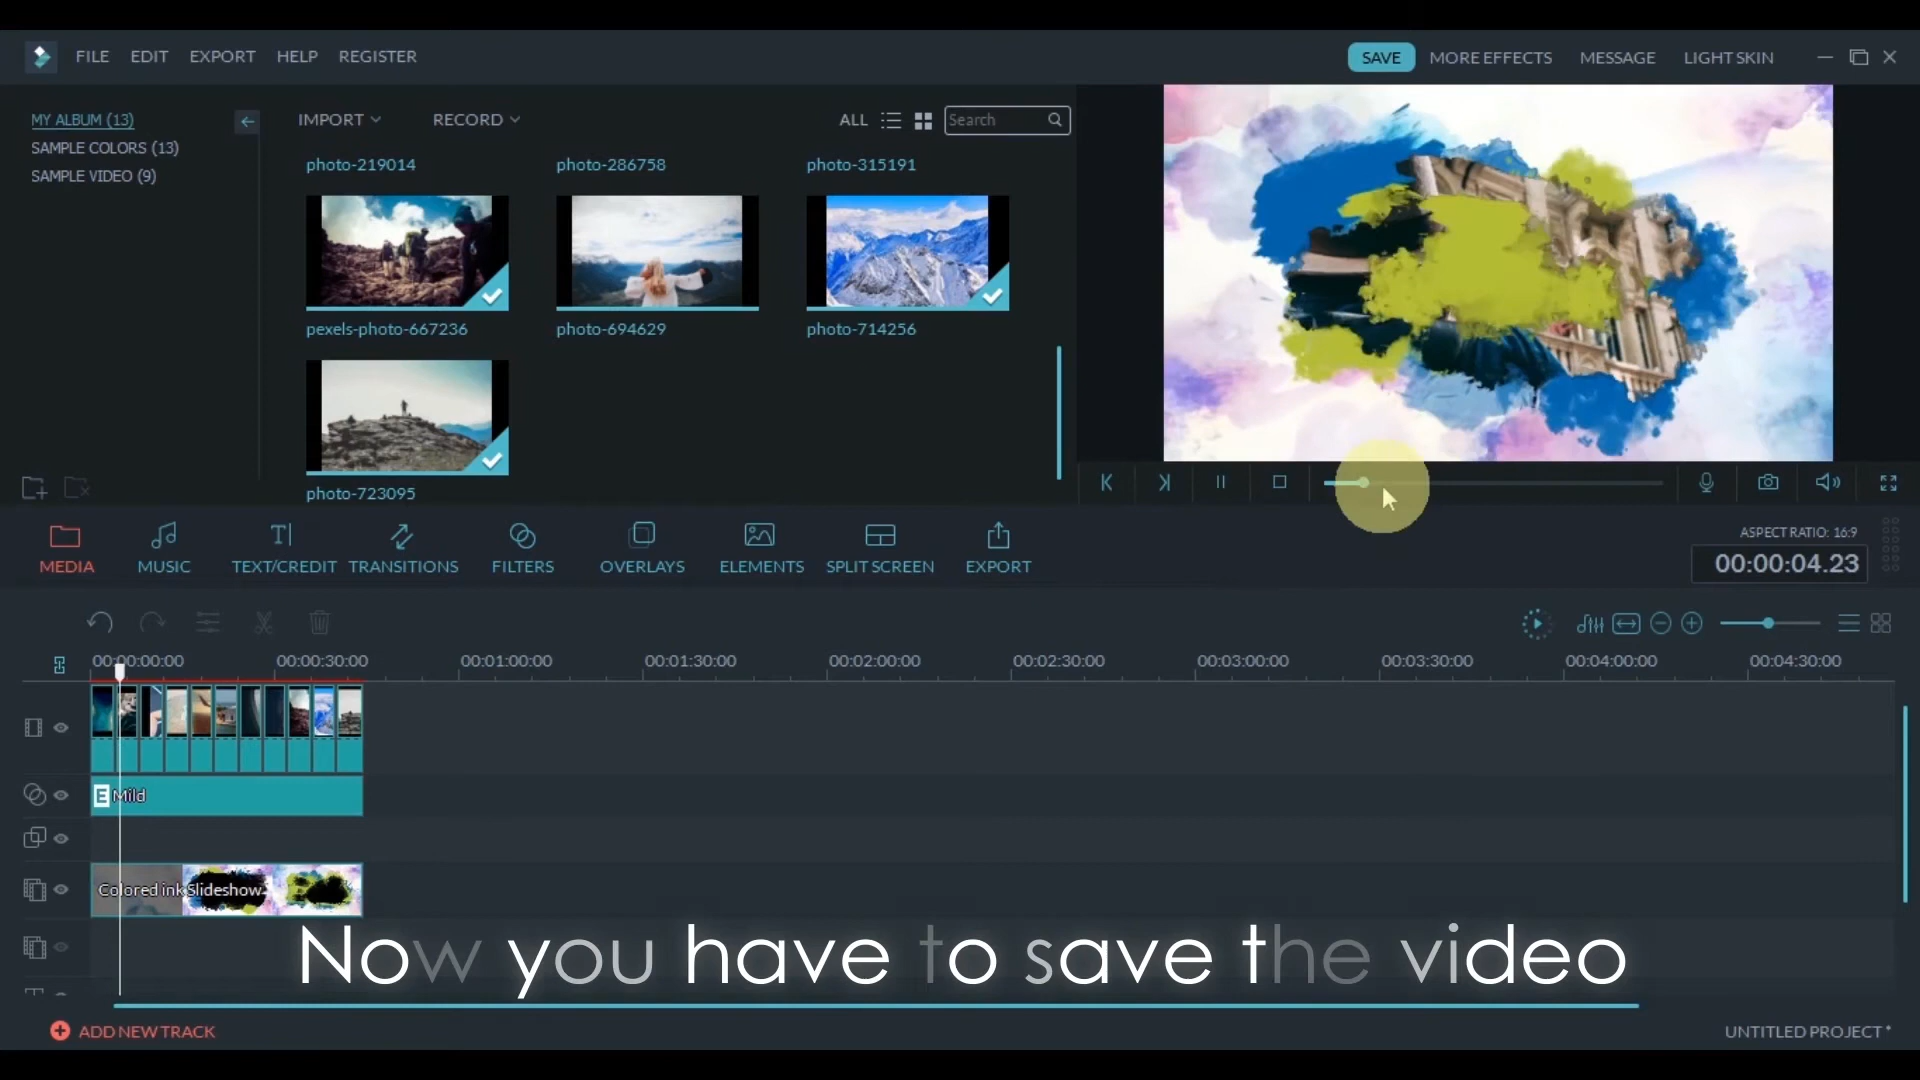 FILE EDIT EXPORT HELP REGISTER
SAVE MORE EFFECTS MESSAGE LIGHT SKIN
MY ALBUM (13)
SAMPLE COLORS (13)
SAMPLE VIDEO (9)
IMPORT RECORD ALL Search
photo-219014 photo-286758 photo-315191
pexels-photo-667236 photo-694629 photo-714256
photo-723095
MEDIA MUSIC TEXT/CREDIT TRANSITIONS FILTERS OVERLAYS ELEMENTS SPLIT SCREEN EXPORT
ASPECT RATIO: 16:9
00:00:04.23
00:00:00:00 00:00:30:00 00:01:00:00 00:01:30:00 00:02:00:00 00:02:30:00 00:03:00:00 00:03:30:00 00:04:00:00 00:04:30:00
E Mild
Colored ink Slideshow
Now you have to save the video
ADD NEW TRACK
UNTITLED PROJECT *